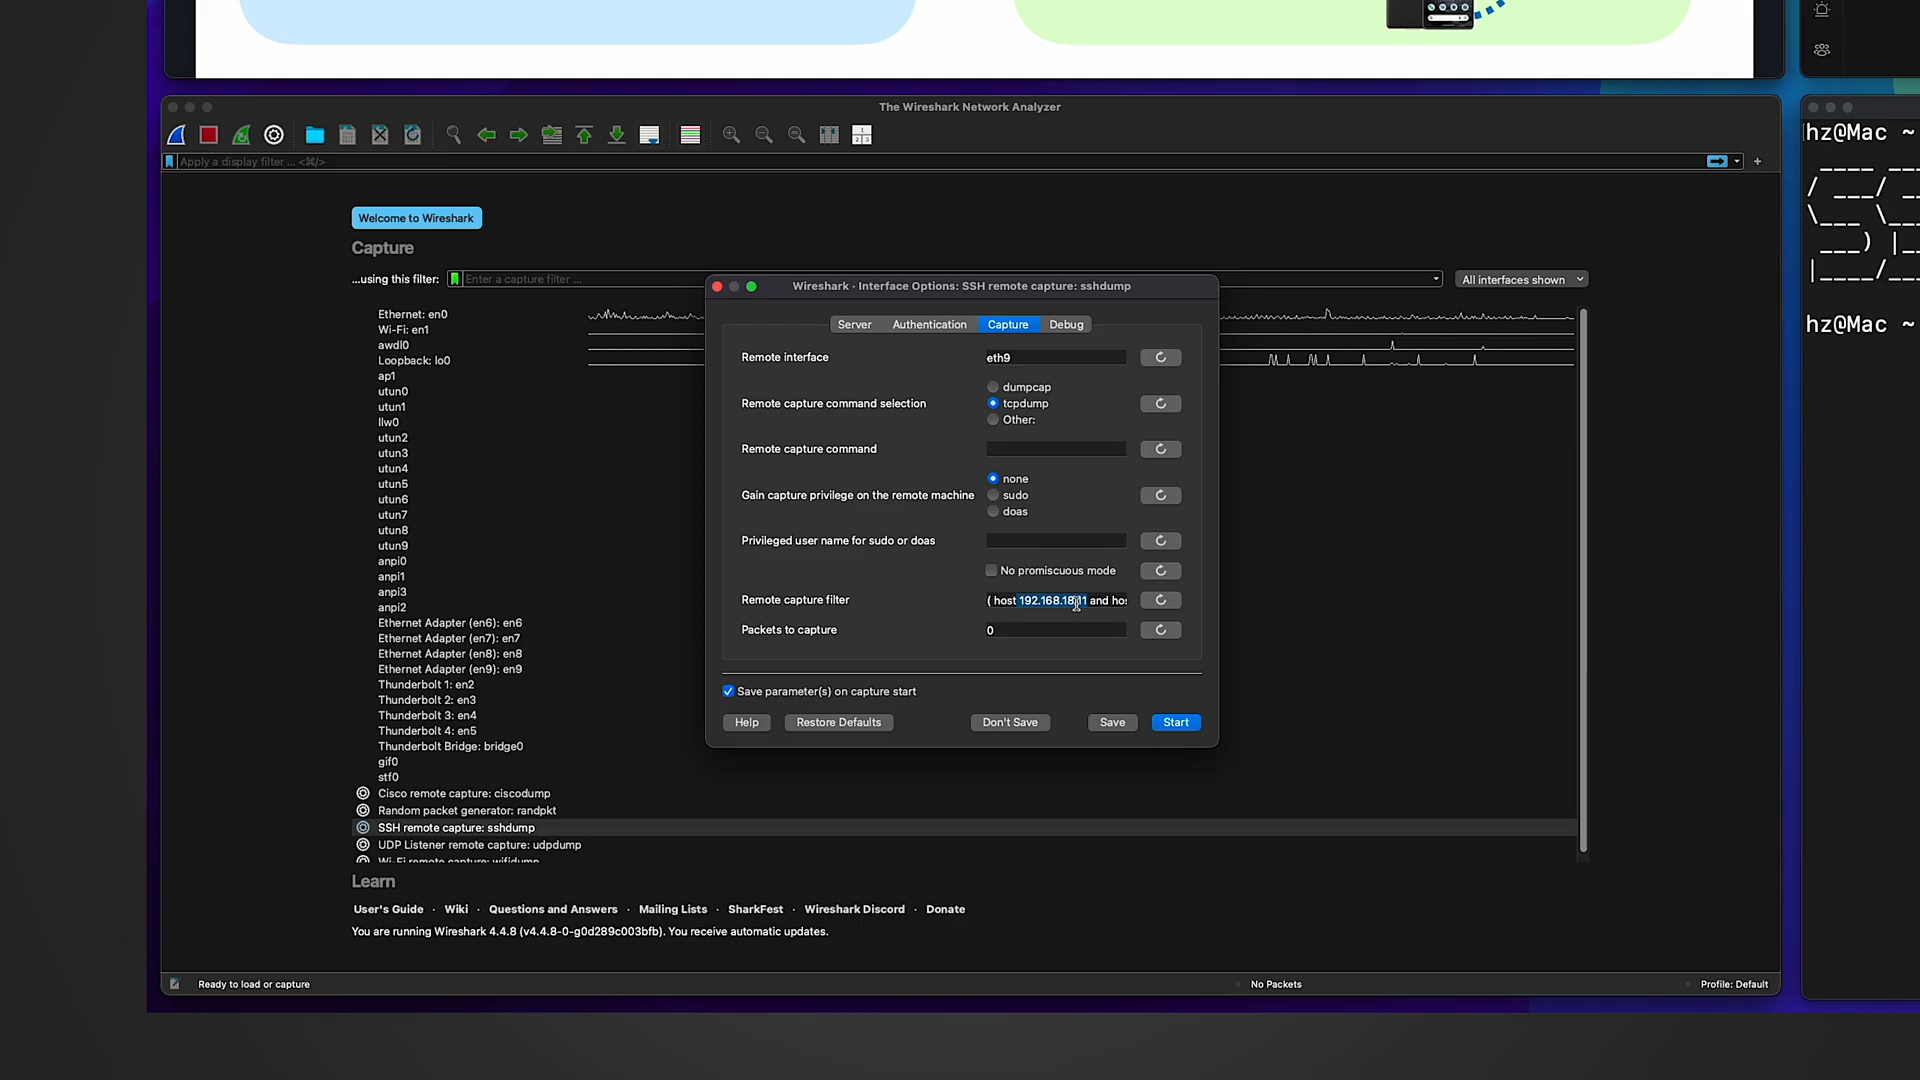 The Wireshark Network Analyzer
hz@Mac ~
Apply a display filter ... <⌘/>
+
Welcome to Wireshark
Capture
...using this filter:
Enter a capture filter ...
All interfaces shown
Wireshark · Interface Options: SSH remote capture: sshdump
Ethernet: en0
Wi-Fi: en1
awdl0
Loopback: lo0
ap1
utun0
utun1
llw0
utun2
utun3
utun4
utun5
utun6
utun7
utun8
utun9
anpi0
anpi1
anpi3
anpi2
Ethernet Adapter (en6): en6
Ethernet Adapter (en7): en7
Ethernet Adapter (en8): en8
Ethernet Adapter (en9): en9
Thunderbolt 1: en2
Thunderbolt 2: en3
Thunderbolt 3: en4
Thunderbolt 4: en5
Thunderbolt Bridge: bridge0
gif0
stf0
Cisco remote capture: ciscodump
Random packet generator: randpkt
SSH remote capture: sshdump
UDP Listener remote capture: udpdump
Wi-Fi remote capture: wifidump
Server Authentication Capture Debug
Remote interface eth9
dumpcap
Remote capture command selection tcpdump
Other:
Remote capture command
none
Gain capture privilege on the remote machine sudo
doas
Privileged user name for sudo or doas
No promiscuous mode
Remote capture filter ( host and
Packets to capture 0
Save parameter(s) on capture start
Help Restore Defaults Don't Save Save Start
hz@Mac ~
Learn
User's Guide · Wiki · Questions and Answers · Mailing Lists · SharkFest · Wireshark Discord · Donate
You are running Wireshark 4.4.8 (v4.4.8-0-g0d289c003bfb). You receive automatic updates.
Ready to load or capture
No Packets
Profile: Default